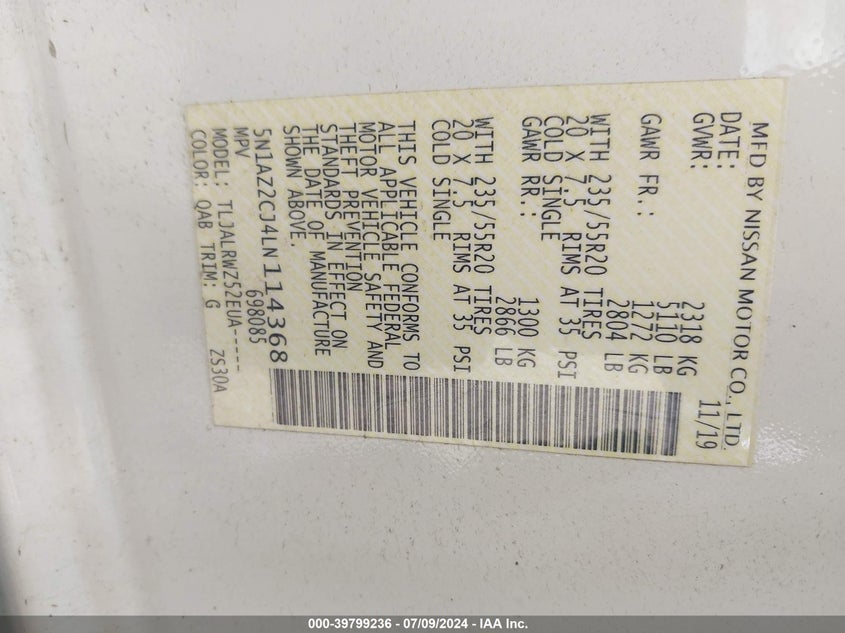 MFD BY NISSAN MOTOR CO., LTD.
DATE: 11/19
GVWR: 2318 KG
5110 LB
GAWR FR.: 1272 KG
2804 LB
WITH 235/55R20 TIRES
20 X 7.5 RIMS AT 35 PSI
COLD SINGLE
GAWR RR.: 1300 KG
2866 LB
WITH 235/55R20 TIRES
20 X 7.5 RIMS AT 35 PSI
COLD SINGLE
THIS VEHICLE CONFORMS TO
ALL APPLICABLE FEDERAL
MOTOR VEHICLE SAFETY AND
THEFT PREVENTION
STANDARDS IN EFFECT ON
THE DATE OF MANUFACTURE
SHOWN ABOVE.
5N1AZ2CJ4LN114368
MPV 698085
MODEL: TLJALRWZ52EUA-----
COLOR: QAB TRIM: G ZS30A
000-39799236 - 07/09/2024 - IAA Inc.